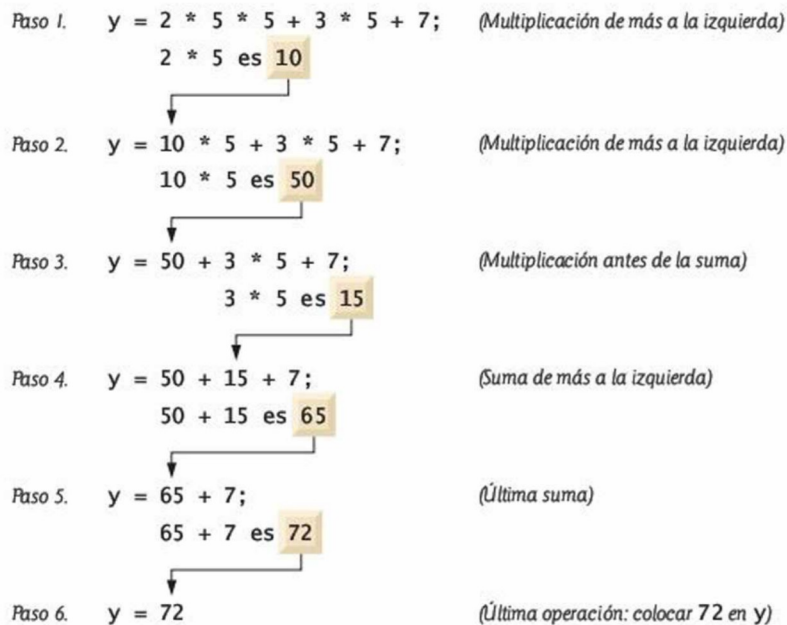 Paso 1. y = 2 * 5 * 5 + 3 * 5 + 7; (Multiplicación de más a la izquierda)
2 * 5 es 10
Paso 2. y = 10 * 5 + 3 * 5 + 7; (Multiplicación de más a la izquierda)
10 * 5 es 50
Paso 3. y = 50 + 3 * 5 + 7; (Multiplicación antes de la suma)
3 * 5 es 15
Paso 4. y = 50 + 15 + 7; (Suma de más a la izquierda)
50 + 15 es 65
Paso 5. y = 65 + 7; (Última suma)
65 + 7 es 72
Paso 6. y = 72 (Última operación: colocar 72 en y)